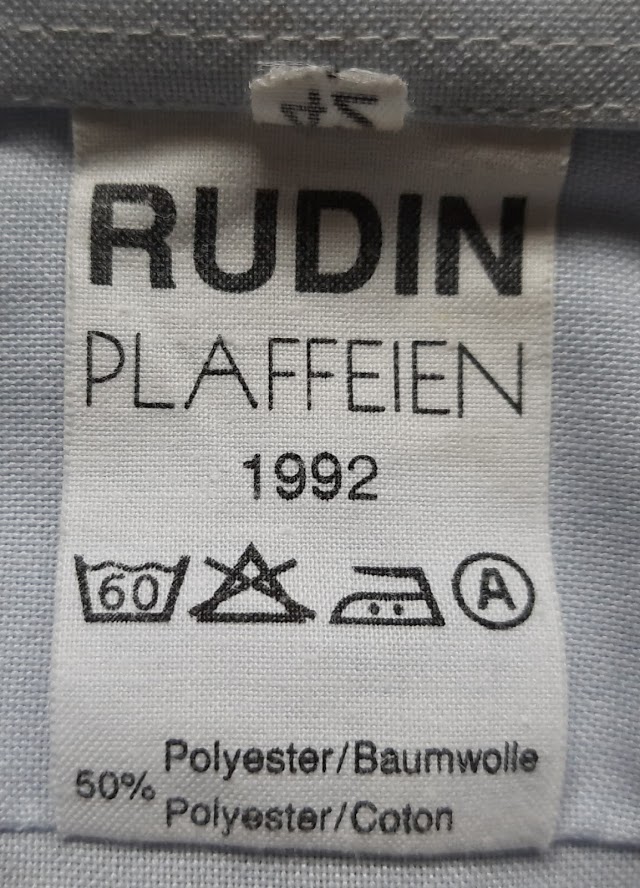 RUDIN
PLAFFEIEN
1992
60 A
50% Polyester/Baumwolle
Polyester/Coton